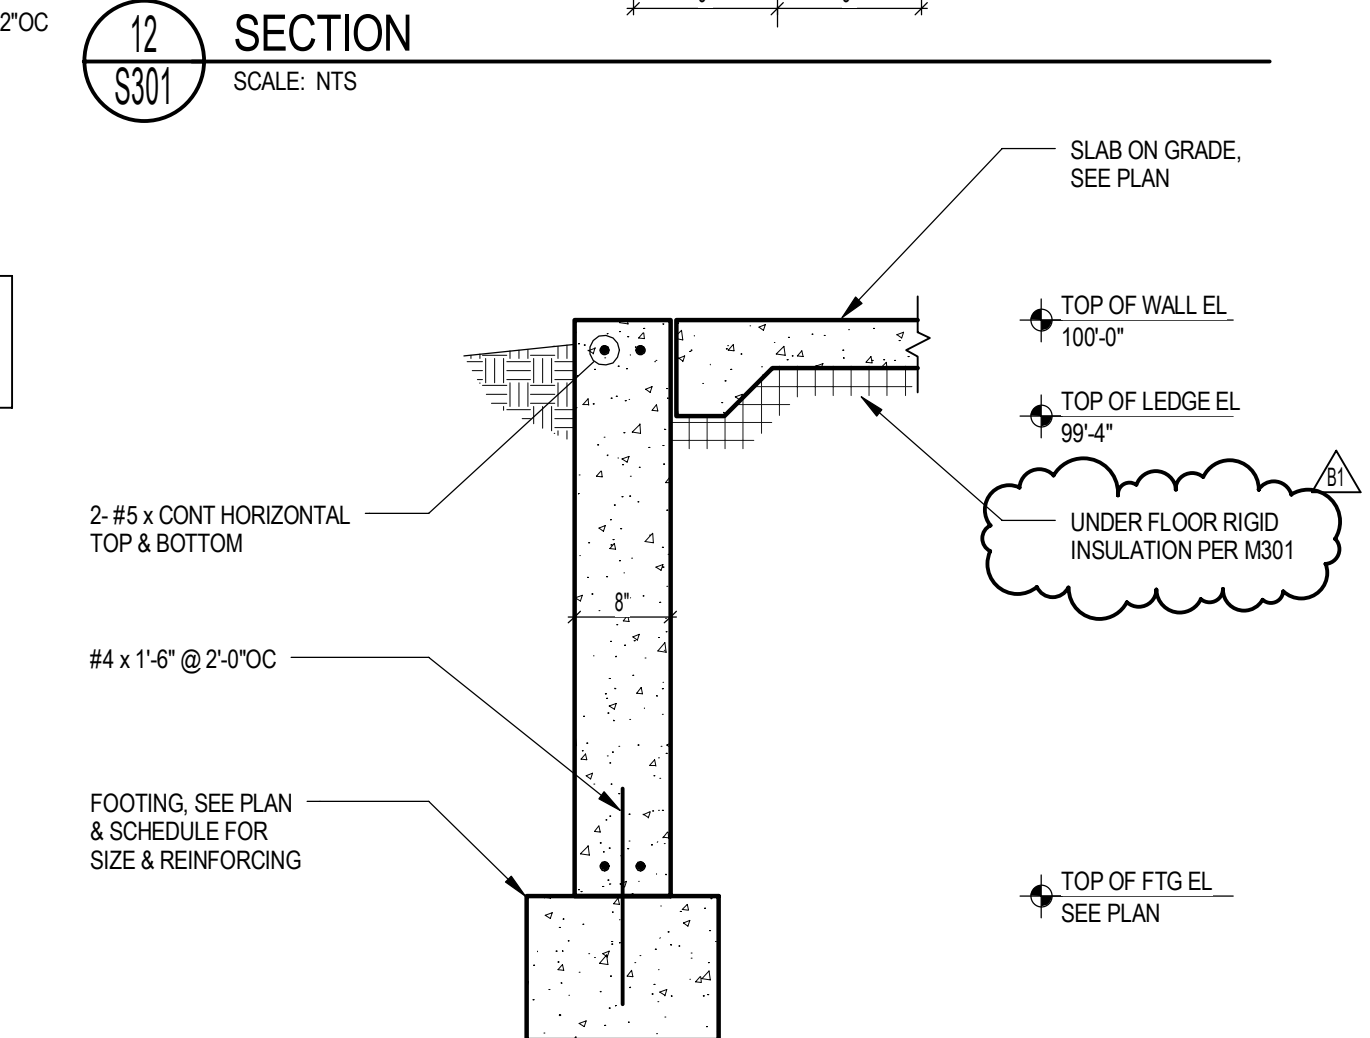 2"OC
12
S301
SECTION
SCALE: NTS
SLAB ON GRADE,
SEE PLAN
TOP OF WALL EL
100'-0"
TOP OF LEDGE EL
99'-4"
B1
UNDER FLOOR RIGID
INSULATION PER M301
2- #5 x CONT HORIZONTAL
TOP & BOTTOM
8"
#4 x 1'-6" @ 2'-0"OC
FOOTING, SEE PLAN
& SCHEDULE FOR
SIZE & REINFORCING
TOP OF FTG EL
SEE PLAN